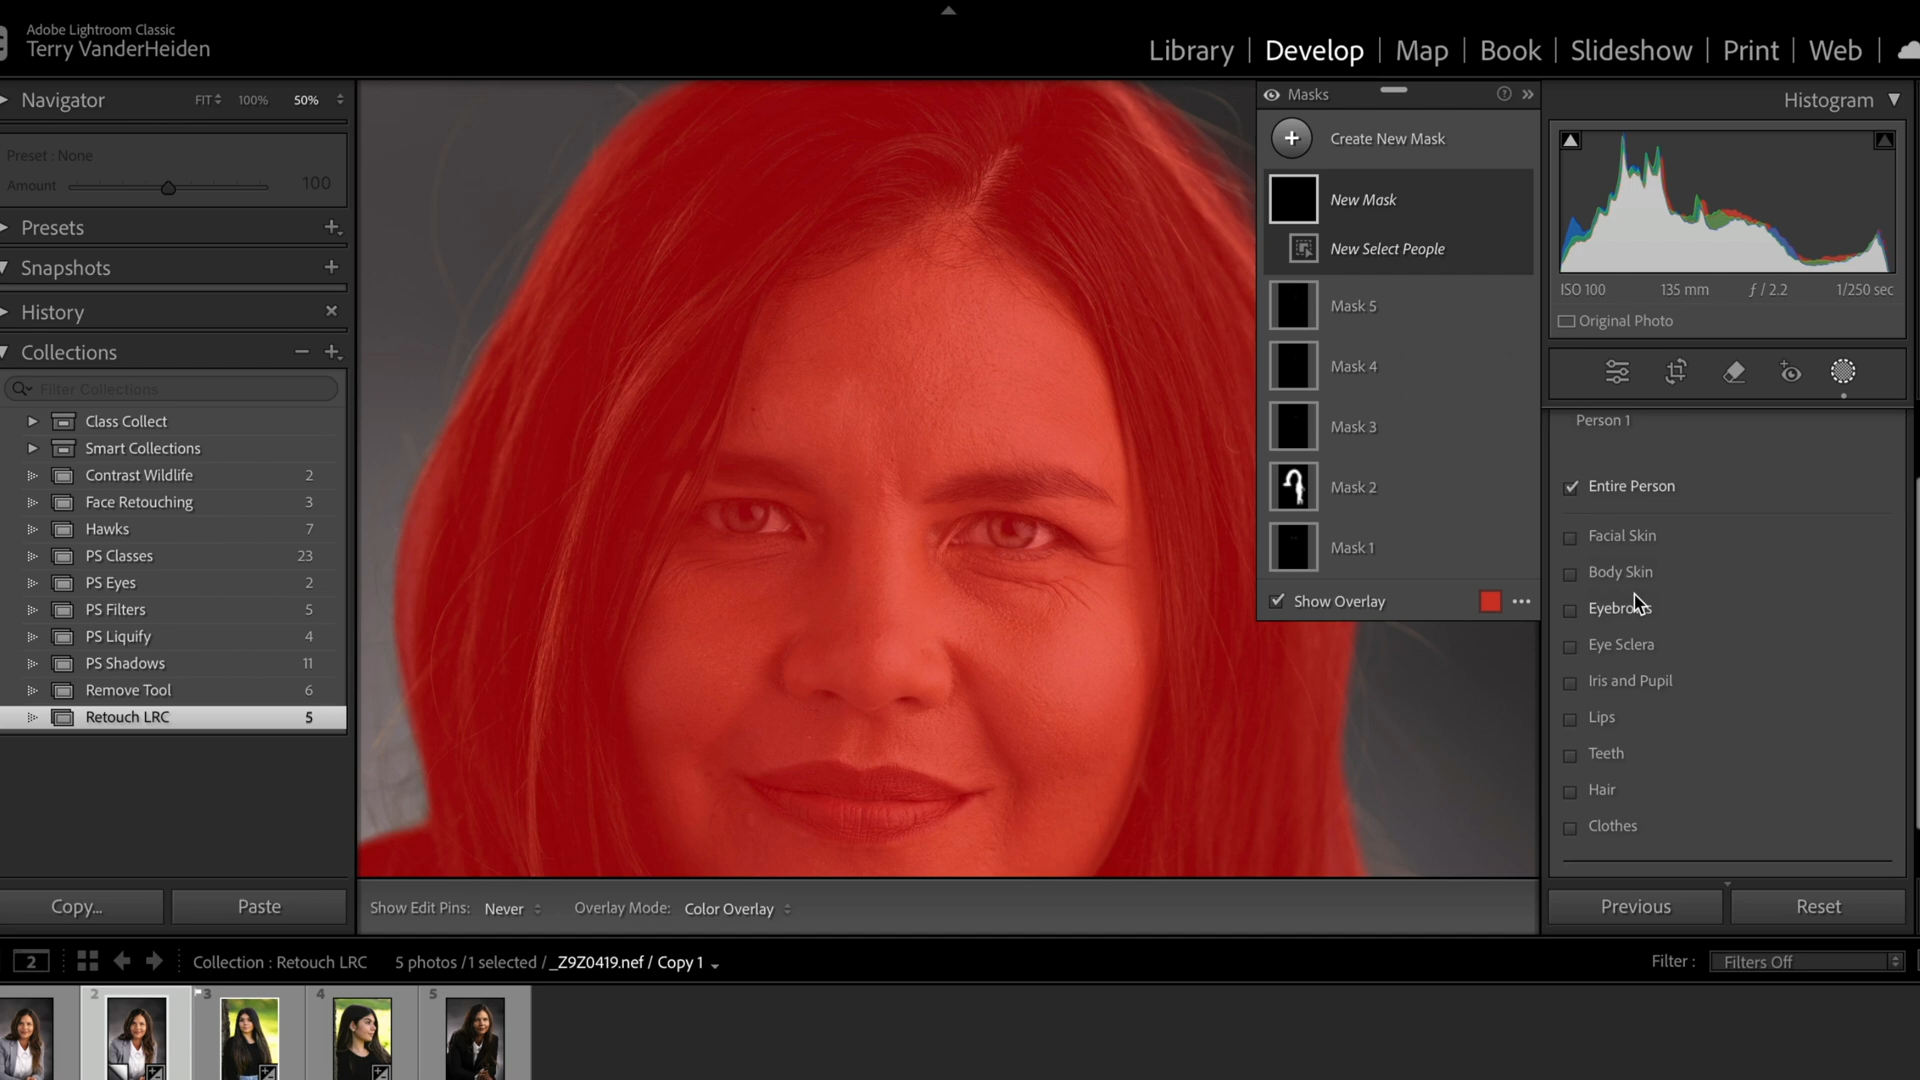 Adobe Lightroom Classic
Terry VanderHeiden
Library | Develop | Map | Book | Slideshow | Print | Web |
Navigator FIT 100% 50%
Preset : None
Amount 100
Presets
Snapshots
History
Collections
Filter Collections
Class Collect
Smart Collections
Contrast Wildlife 2
Face Retouching 3
Hawks 7
PS Classes 23
PS Eyes 2
PS Filters 5
PS Liquify 4
PS Shadows 11
Remove Tool 6
Retouch LRC 5
Copy... Paste
Masks
Create New Mask
New Mask
New Select People
Mask 5
Mask 4
Mask 3
Mask 2
Mask 1
Show Overlay
Histogram
ISO 100 135 mm ƒ / 2.2 1/250 sec
Original Photo
Person 1
Entire Person
Facial Skin
Body Skin
Eyebrows
Eye Sclera
Iris and Pupil
Lips
Teeth
Hair
Clothes
Previous Reset
Show Edit Pins: Never Overlay Mode: Color Overlay
2 Collection : Retouch LRC 5 photos / 1 selected / _Z9Z0419.nef / Copy 1
Filter : Filters Off
2 3 4 5